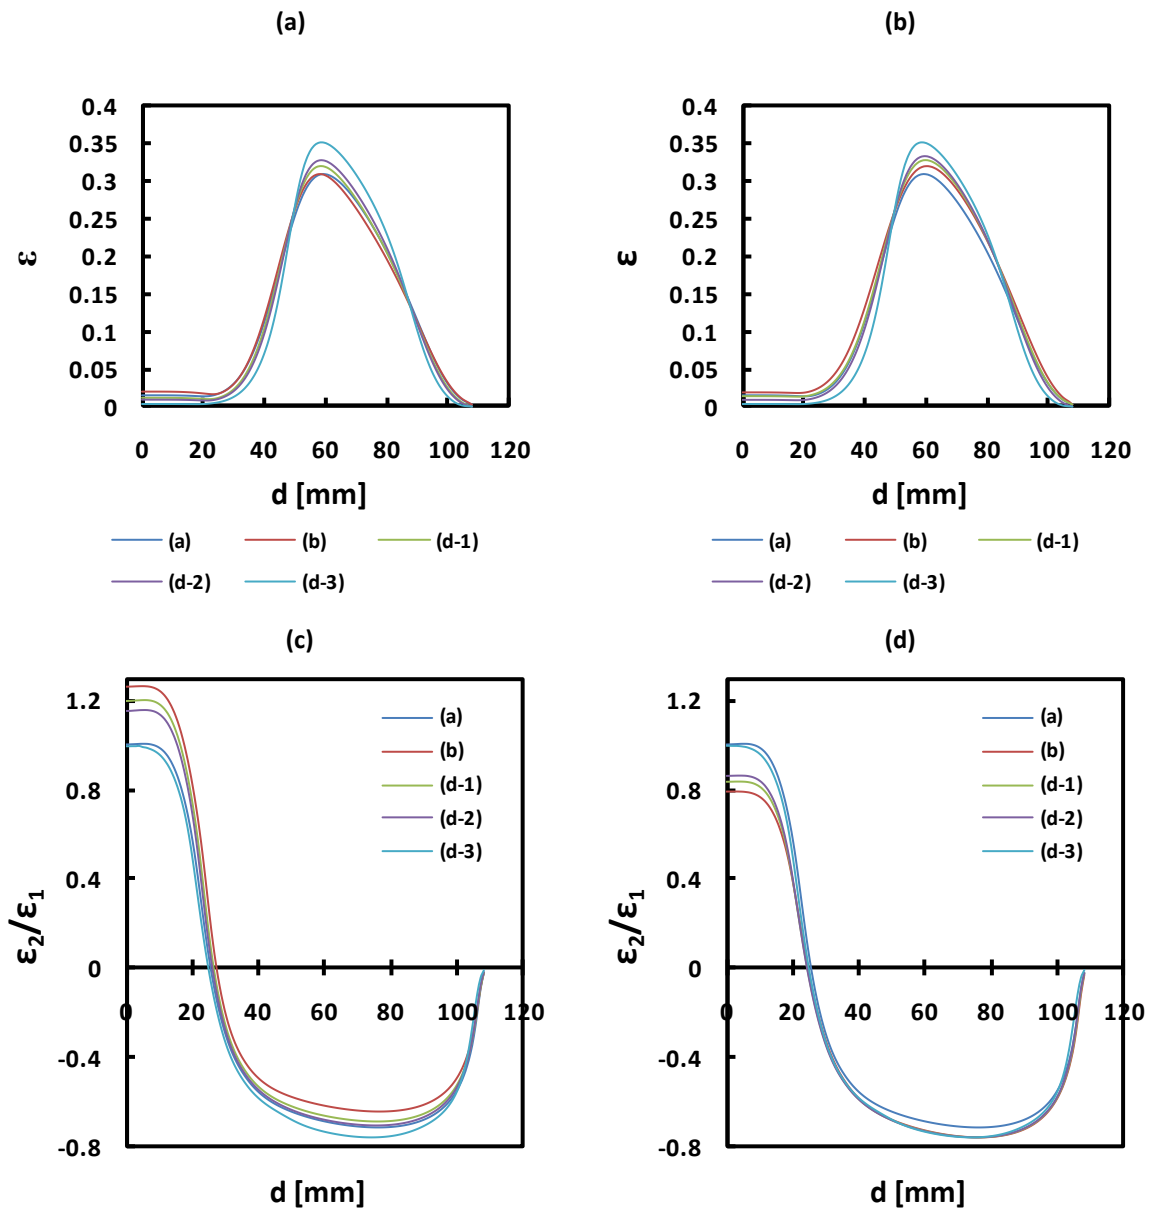 (a)
(b)
0.4
0.35
0.3
0.25
0.2
0.15
0.1
0.05
0
ε
0 20 40 60 80 100 120
d [mm]
(a) (b) (d-1)
(d-2) (d-3)
0.4
0.35
0.3
0.25
0.2
0.15
0.1
0.05
0
ε
0 20 40 60 80 100 120
d [mm]
(a) (b) (d-1)
(d-2) (d-3)
(c)
(d)
1.2
0.8
0.4
0
-0.4
-0.8
ε₂/ε₁
0 20 40 60 80 100 120
d [mm]
(a)
(b)
(d-1)
(d-2)
(d-3)
1.2
0.8
0.4
0
-0.4
-0.8
ε₂/ε₁
0 20 40 60 80 100 120
d [mm]
(a)
(b)
(d-1)
(d-2)
(d-3)